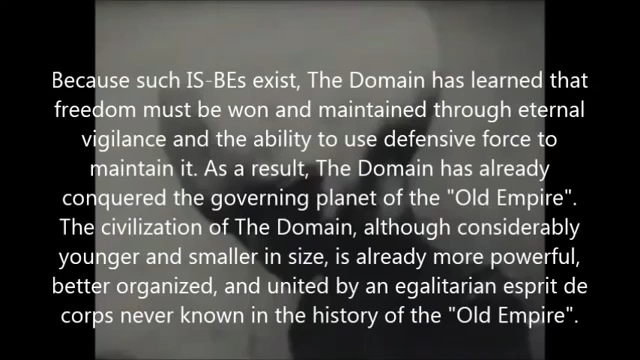 Because such IS-BEs exist, The Domain has learned that
freedom must be won and maintained through eternal
vigilance and the ability to use defensive force to
maintain it. As a result, The Domain has already
conquered the governing planet of the "Old Empire".
The civilization of The Domain, although considerably
younger and smaller in size, is already more powerful,
better organized, and united by an egalitarian esprit de
corps never known in the history of the "Old Empire".